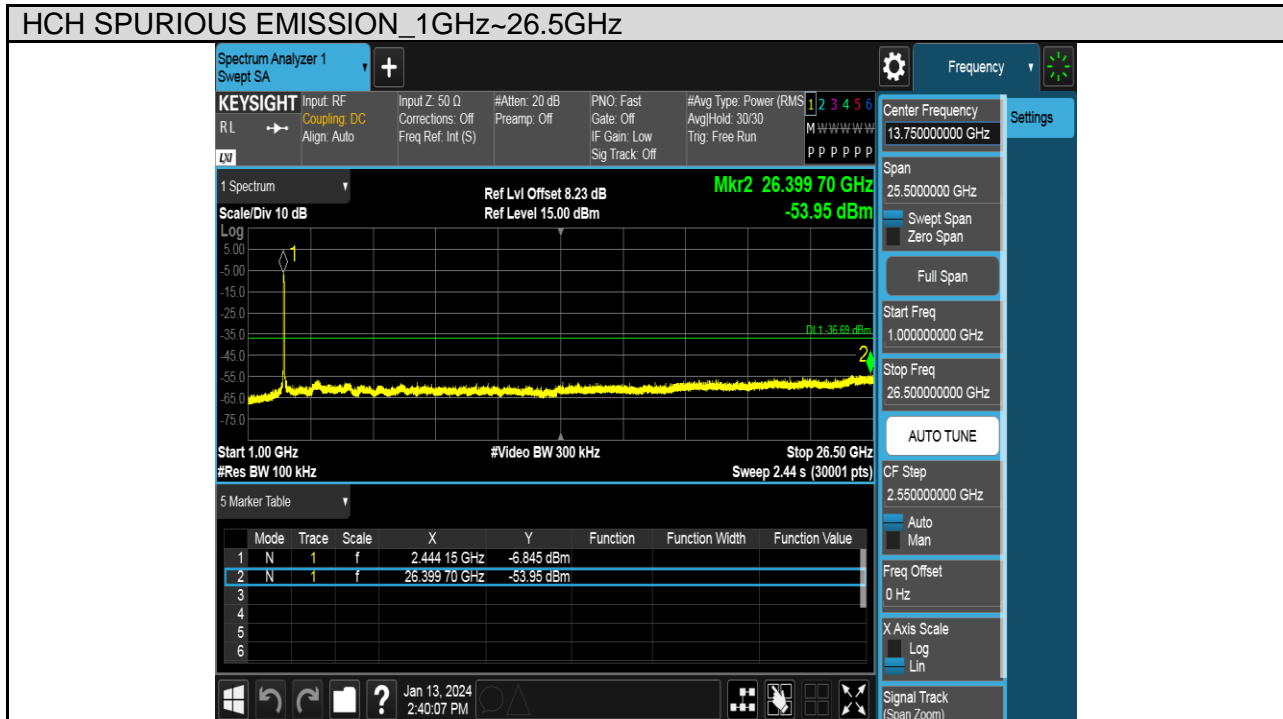 HCH SPURIOUS EMISSION_1GHz~26.5GHz
Spectrum Analyzer 1
Swept SA
+
Frequency
KEYSIGHT
RL
LXI
Input: RF
Coupling: DC
Align: Auto
Input Z: 50 Ω
Corrections: Off
Freq Ref: Int (S)
#Atten: 20 dB
Preamp: Off
PNO: Fast
Gate: Off
IF Gain: Low
Sig Track: Off
#Avg Type: Power (RMS
Avg|Hold: 30/30
Trig: Free Run
1 2 3 4 5 6
M W W W W W
P P P P P P
1 Spectrum
Scale/Div 10 dB
Ref Lvl Offset 8.23 dB
Ref Level 15.00 dBm
Mkr2 26.399 70 GHz
-53.95 dBm
Log
5.00
-5.00
-15.0
-25.0
-35.0
-45.0
-55.0
-65.0
-75.0
1
DL1 -36.69 dBm
2
Start 1.00 GHz
#Video BW 300 kHz
Stop 26.50 GHz
#Res BW 100 kHz
Sweep 2.44 s (30001 pts)
5 Marker Table
Mode Trace Scale X Y Function Function Width Function Value
1 N 1 f 2.444 15 GHz -6.845 dBm
2 N 1 f 26.399 70 GHz -53.95 dBm
3
4
5
6
?
Jan 13, 2024
2:40:07 PM
Center Frequency
13.750000000 GHz
Settings
Span
25.5000000 GHz
Swept Span
Zero Span
Full Span
Start Freq
1.000000000 GHz
Stop Freq
26.500000000 GHz
AUTO TUNE
CF Step
2.550000000 GHz
Auto
Man
Freq Offset
0 Hz
X Axis Scale
Log
Lin
Signal Track
(Span Zoom)